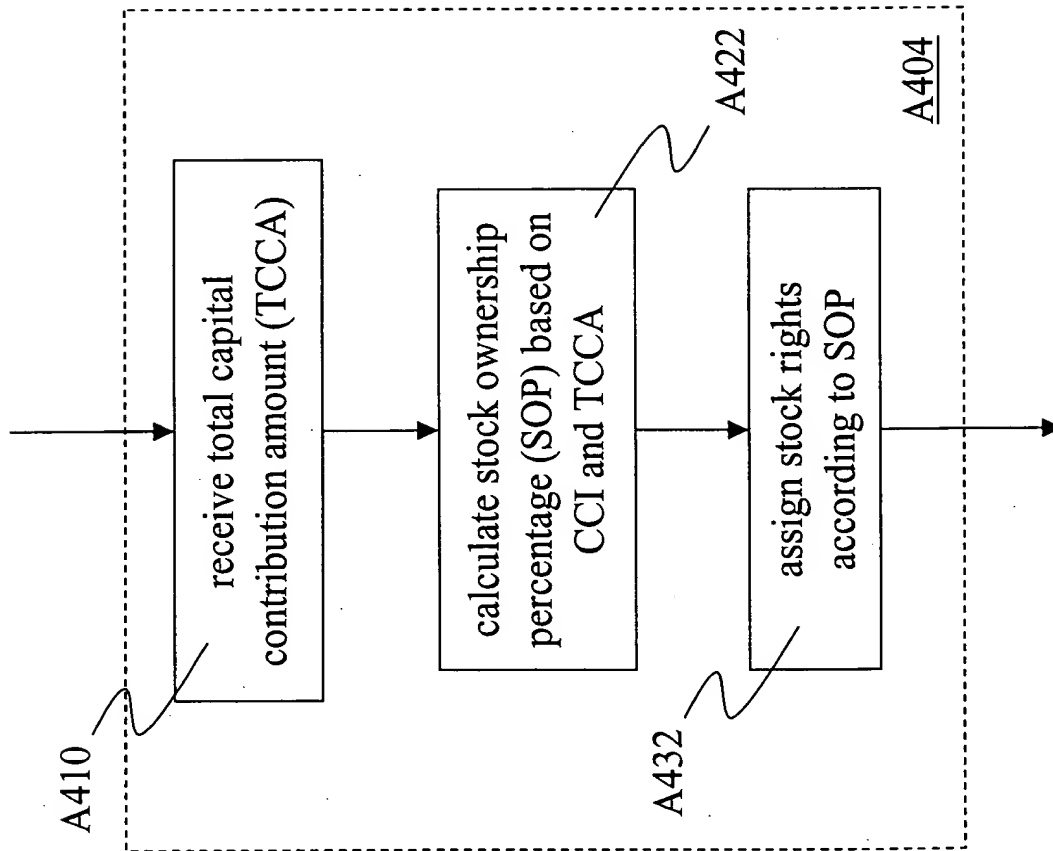 A410
receive total capital
contribution amount (TCCA)
calculate stock ownership
percentage (SOP) based on
CCI and TCCA
A422
assign stock rights
according to SOP
A432
A404